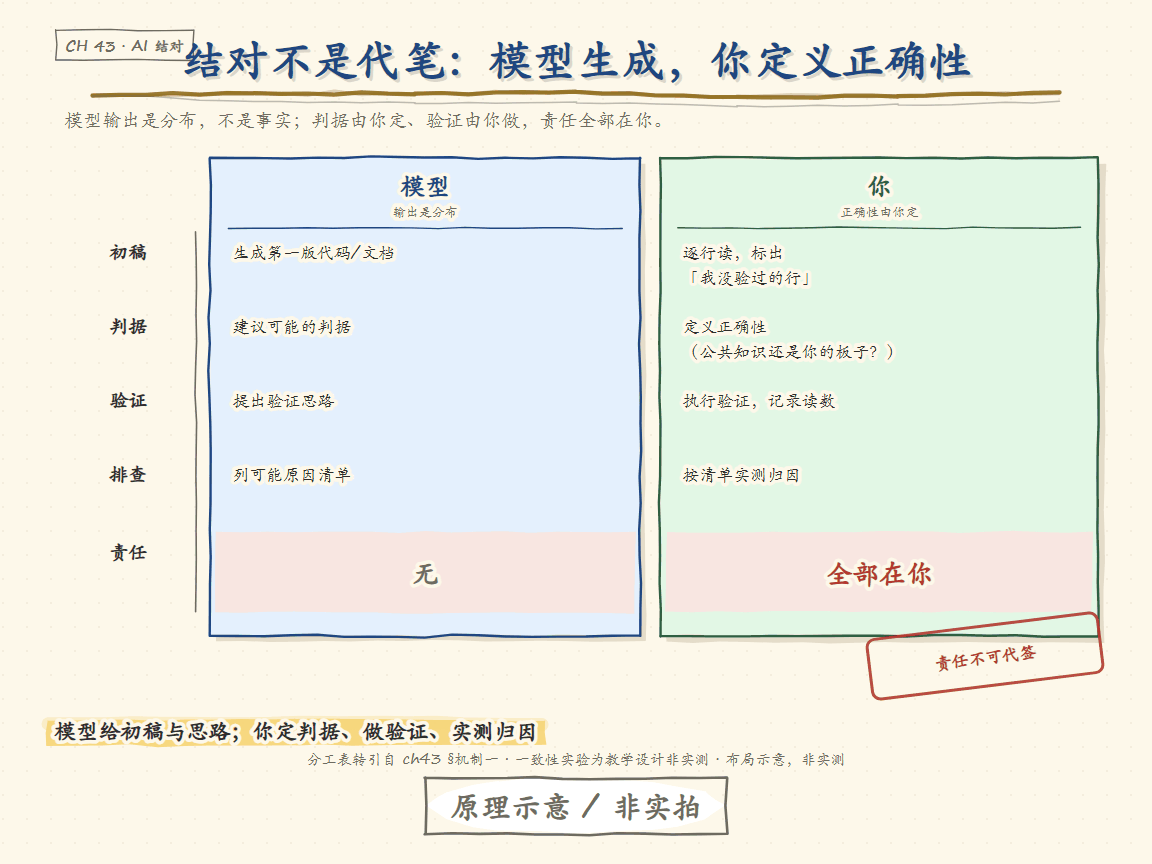 CH 43 · AI 结对
结对不是代笔：模型生成，你定义正确性
模型输出是分布，不是事实；判据由你定、验证由你做，责任全部在你。
模型
输出是分布
你
正确性由你定
初稿
生成第一版代码/文档
逐行读，标出
「我没验过的行」
判据
建议可能的判据
定义正确性
（公共知识还是你的板子？）
验证
提出验证思路
执行验证，记录读数
排查
列可能原因清单
按清单实测归因
责任
无
全部在你
责任不可代签
模型给初稿与思路；你定判据、做验证、实测归因
分工表转引自 ch43 §机制一 · 一致性实验为教学设计非实测 · 布局示意，非实测
原理示意 / 非实拍